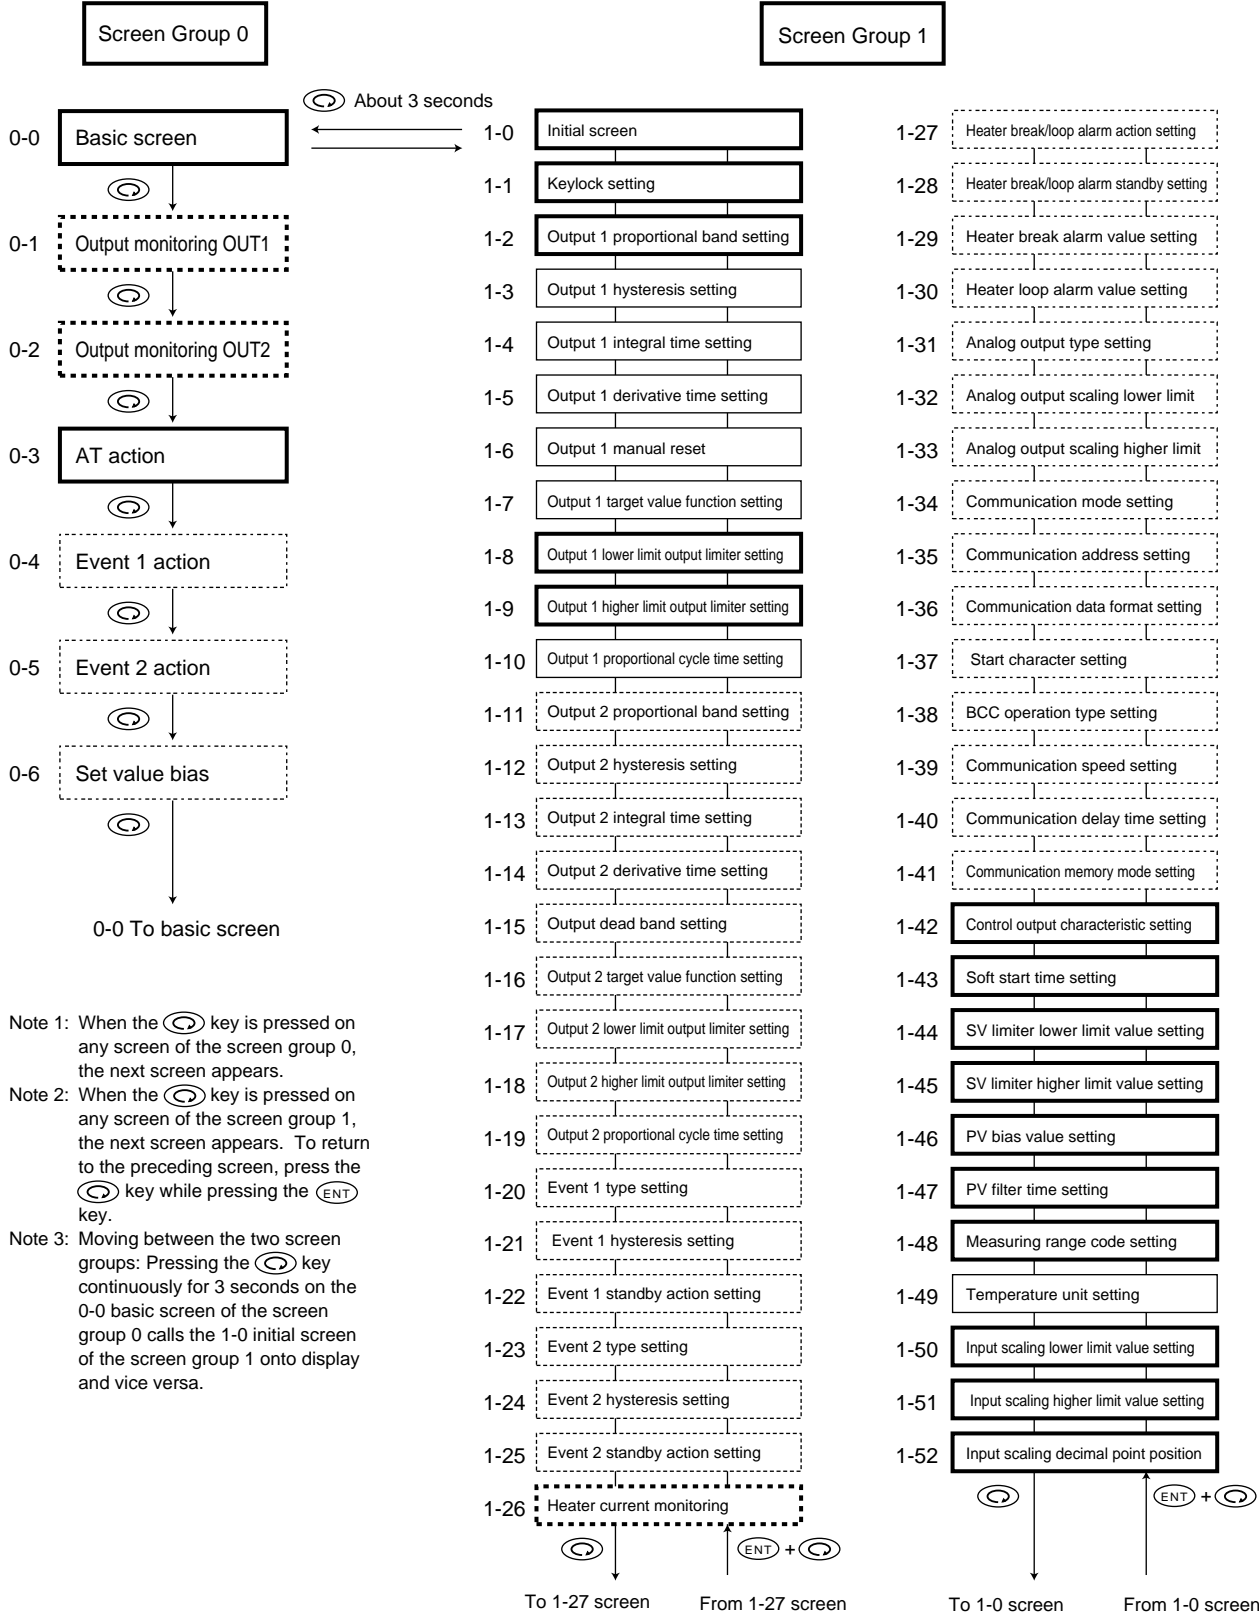 Screen Group 0
Screen Group 1
About 3 seconds
0-0 Basic screen
0-1 Output monitoring OUT1
0-2 Output monitoring OUT2
0-3 AT action
0-4 Event 1 action
0-5 Event 2 action
0-6 Set value bias
0-0 To basic screen
Note 1: When the key is pressed on
any screen of the screen group 0,
the next screen appears.
Note 2: When the key is pressed on
any screen of the screen group 1,
the next screen appears. To return
to the preceding screen, press the
key while pressing the ENT
key.
Note 3: Moving between the two screen
groups: Pressing the key
continuously for 3 seconds on the
0-0 basic screen of the screen
group 0 calls the 1-0 initial screen
of the screen group 1 onto display
and vice versa.
1-0 Initial screen
1-1 Keylock setting
1-2 Output 1 proportional band setting
1-3 Output 1 hysteresis setting
1-4 Output 1 integral time setting
1-5 Output 1 derivative time setting
1-6 Output 1 manual reset
1-7 Output 1 target value function setting
1-8 Output 1 lower limit output limiter setting
1-9 Output 1 higher limit output limiter setting
1-10 Output 1 proportional cycle time setting
1-11 Output 2 proportional band setting
1-12 Output 2 hysteresis setting
1-13 Output 2 integral time setting
1-14 Output 2 derivative time setting
1-15 Output dead band setting
1-16 Output 2 target value function setting
1-17 Output 2 lower limit output limiter setting
1-18 Output 2 higher limit output limiter setting
1-19 Output 2 proportional cycle time setting
1-20 Event 1 type setting
1-21 Event 1 hysteresis setting
1-22 Event 1 standby action setting
1-23 Event 2 type setting
1-24 Event 2 hysteresis setting
1-25 Event 2 standby action setting
1-26 Heater current monitoring
ENT +
To 1-27 screen
From 1-27 screen
1-27 Heater break/loop alarm action setting
1-28 Heater break/loop alarm standby setting
1-29 Heater break alarm value setting
1-30 Heater loop alarm value setting
1-31 Analog output type setting
1-32 Analog output scaling lower limit
1-33 Analog output scaling higher limit
1-34 Communication mode setting
1-35 Communication address setting
1-36 Communication data format setting
1-37 Start character setting
1-38 BCC operation type setting
1-39 Communication speed setting
1-40 Communication delay time setting
1-41 Communication memory mode setting
1-42 Control output characteristic setting
1-43 Soft start time setting
1-44 SV limiter lower limit value setting
1-45 SV limiter higher limit value setting
1-46 PV bias value setting
1-47 PV filter time setting
1-48 Measuring range code setting
1-49 Temperature unit setting
1-50 Input scaling lower limit value setting
1-51 Input scaling higher limit value setting
1-52 Input scaling decimal point position
ENT +
To 1-0 screen
From 1-0 screen